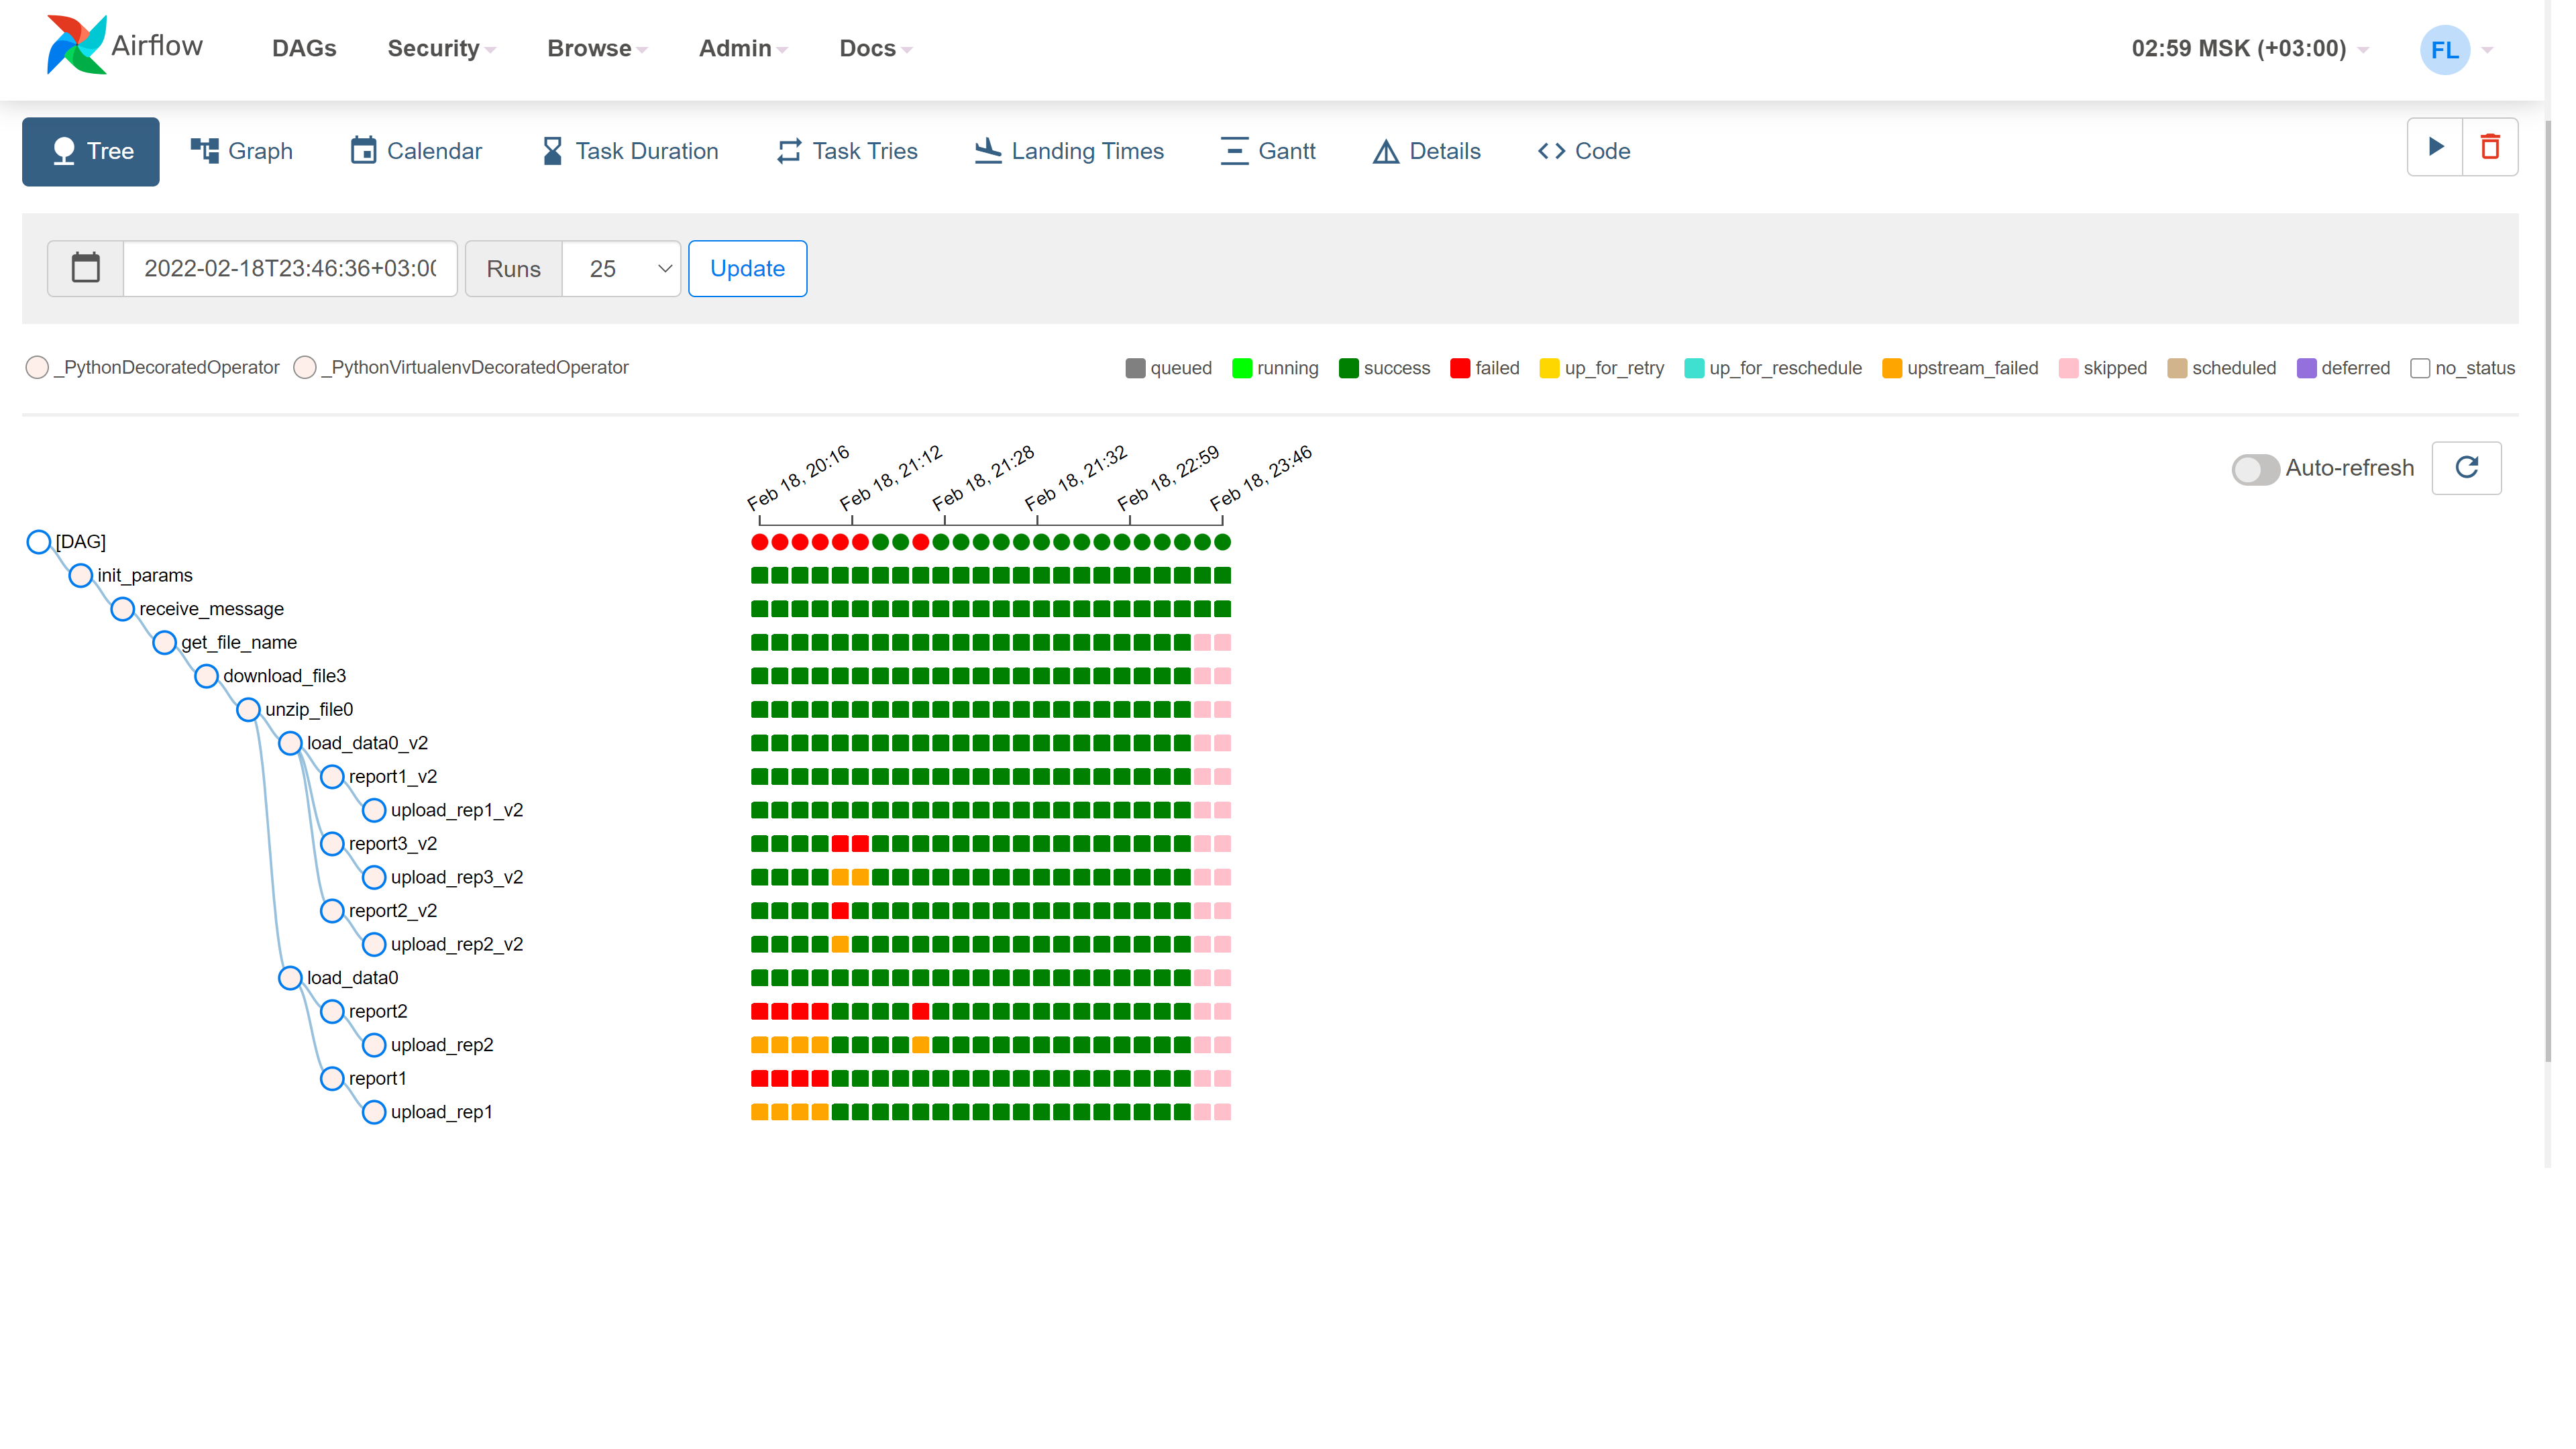 Airflow DAGs Security Browse Admin Docs 02:59 MSK (+03:00) FL
Tree Graph Calendar Task Duration Task Tries Landing Times Gantt Details Code
2022-02-18T23:46:36+03:00 Runs 25 Update
_PythonDecoratedOperator _PythonVirtualenvDecoratedOperator queued running success failed up_for_retry up_for_reschedule upstream_failed skipped scheduled deferred no_status
Feb 18, 20:16 Feb 18, 21:12 Feb 18, 21:28 Feb 18, 21:32 Feb 18, 22:59 Feb 18, 23:46
Auto-refresh
[DAG]
init_params
receive_message
get_file_name
download_file3
unzip_file0
load_data0_v2
report1_v2
upload_rep1_v2
report3_v2
upload_rep3_v2
report2_v2
upload_rep2_v2
load_data0
report2
upload_rep2
report1
upload_rep1